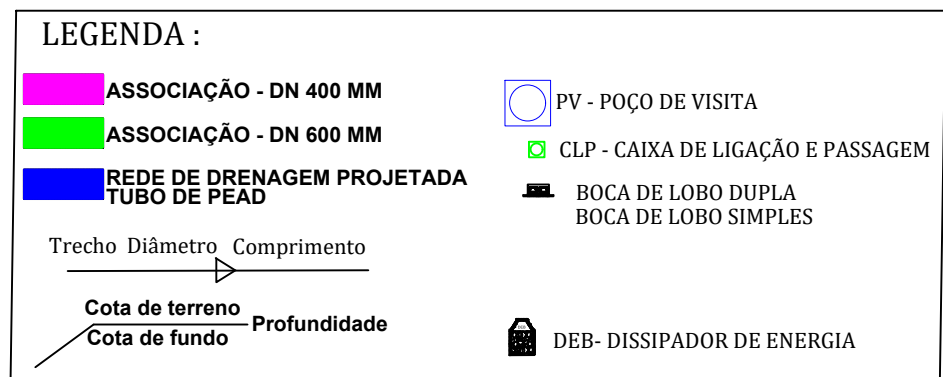 LEGENDA :
ASSOCIAÇÃO - DN 400 MM
ASSOCIAÇÃO - DN 600 MM
REDE DE DRENAGEM PROJETADA
TUBO DE PEAD
Trecho Diâmetro Comprimento
Cota de terreno
Cota de fundo
Profundidade
PV - POÇO DE VISITA
CLP - CAIXA DE LIGAÇÃO E PASSAGEM
BOCA DE LOBO DUPLA
BOCA DE LOBO SIMPLES
DEB- DISSIPADOR DE ENERGIA